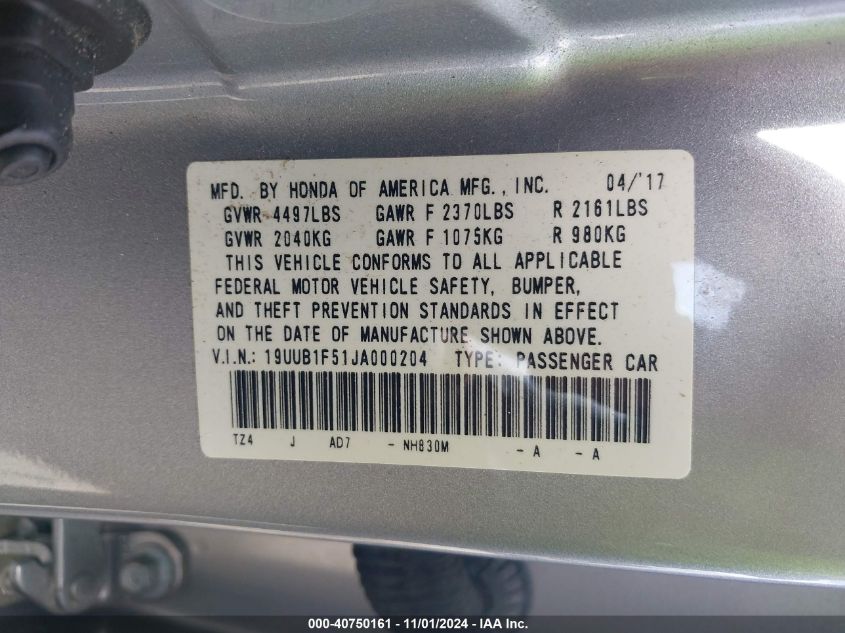 MFD. BY HONDA OF AMERICA MFG., INC. 04/'17
GVWR 4497LBS GAWR F 2370LBS R 2161LBS
GVWR 2040KG GAWR F 1075KG R 980KG
THIS VEHICLE CONFORMS TO ALL APPLICABLE
FEDERAL MOTOR VEHICLE SAFETY, BUMPER,
AND THEFT PREVENTION STANDARDS IN EFFECT
ON THE DATE OF MANUFACTURE SHOWN ABOVE.
V.I.N.: 19UUB1F51JA000204 TYPE: PASSENGER CAR
TZ4 J AD7 - NH830M - A - A
000-40750161 - 11/01/2024 - IAA Inc.